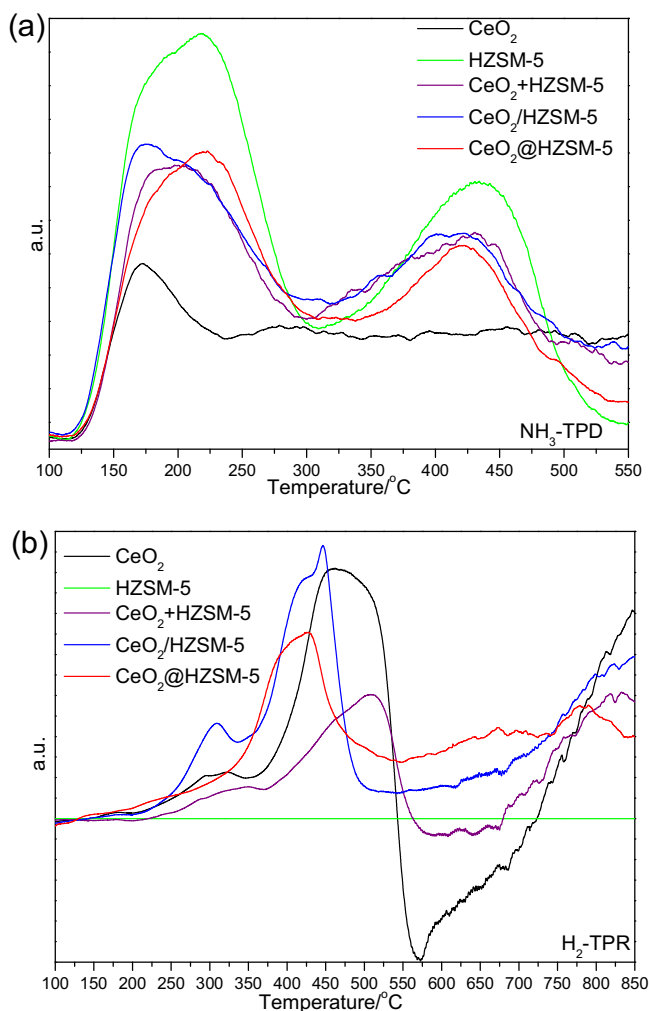 (a)
CeO2
HZSM-5
CeO2+HZSM-5
CeO2/HZSM-5
CeO2@HZSM-5
a.u.
NH3-TPD
100 150 200 250 300 350 400 450 500 550
Temperature/°C
(b)
CeO2
HZSM-5
CeO2+HZSM-5
CeO2/HZSM-5
CeO2@HZSM-5
a.u.
H2-TPR
100 150 200 250 300 350 400 450 500 550 600 650 700 750 800 850
Temperature/°C